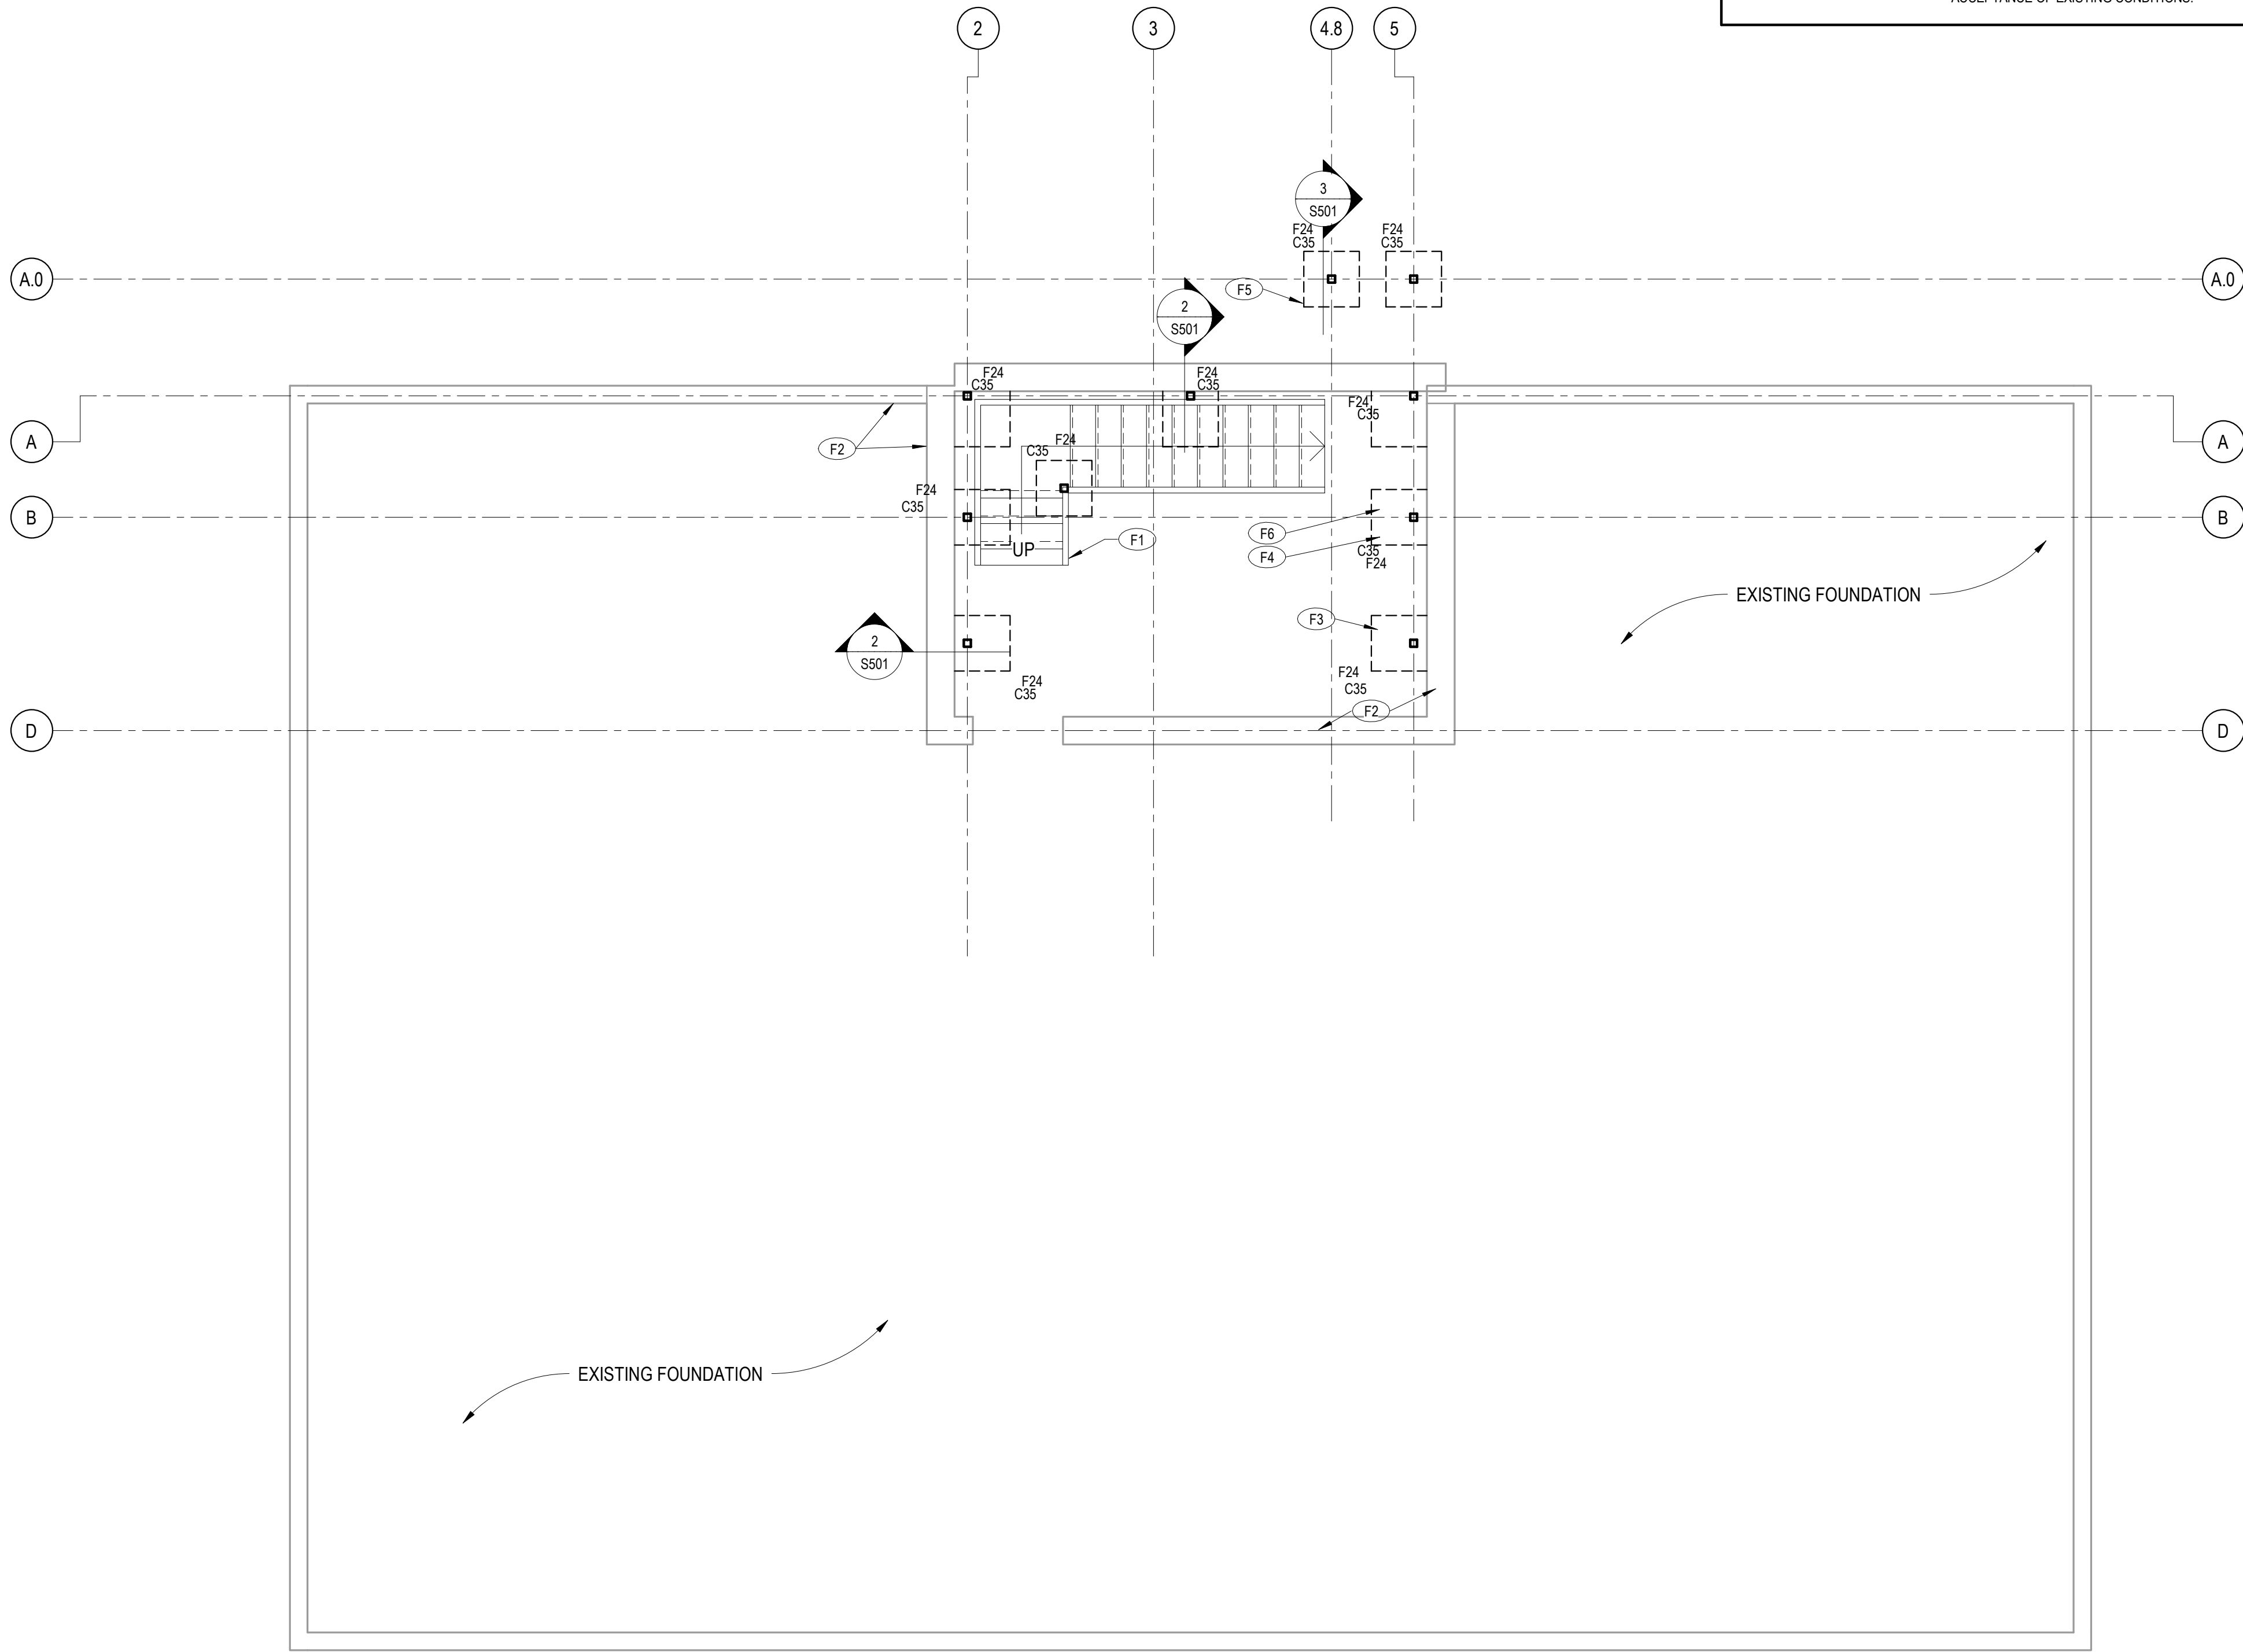 ACCEPTANCE OF EXISTING CONDITIONS.
2
3
4.8
5
3
S501
F24
C35
F24
C35
A.0
A.0
F5
2
S501
F24
C35
F24
C35
F24
C35
A
A
F2
F24
C35
F24
C35
B
B
F6
F1
UP
F4
C35
F24
EXISTING FOUNDATION
F3
2
S501
F24
C35
F24
C35
F2
D
D
EXISTING FOUNDATION